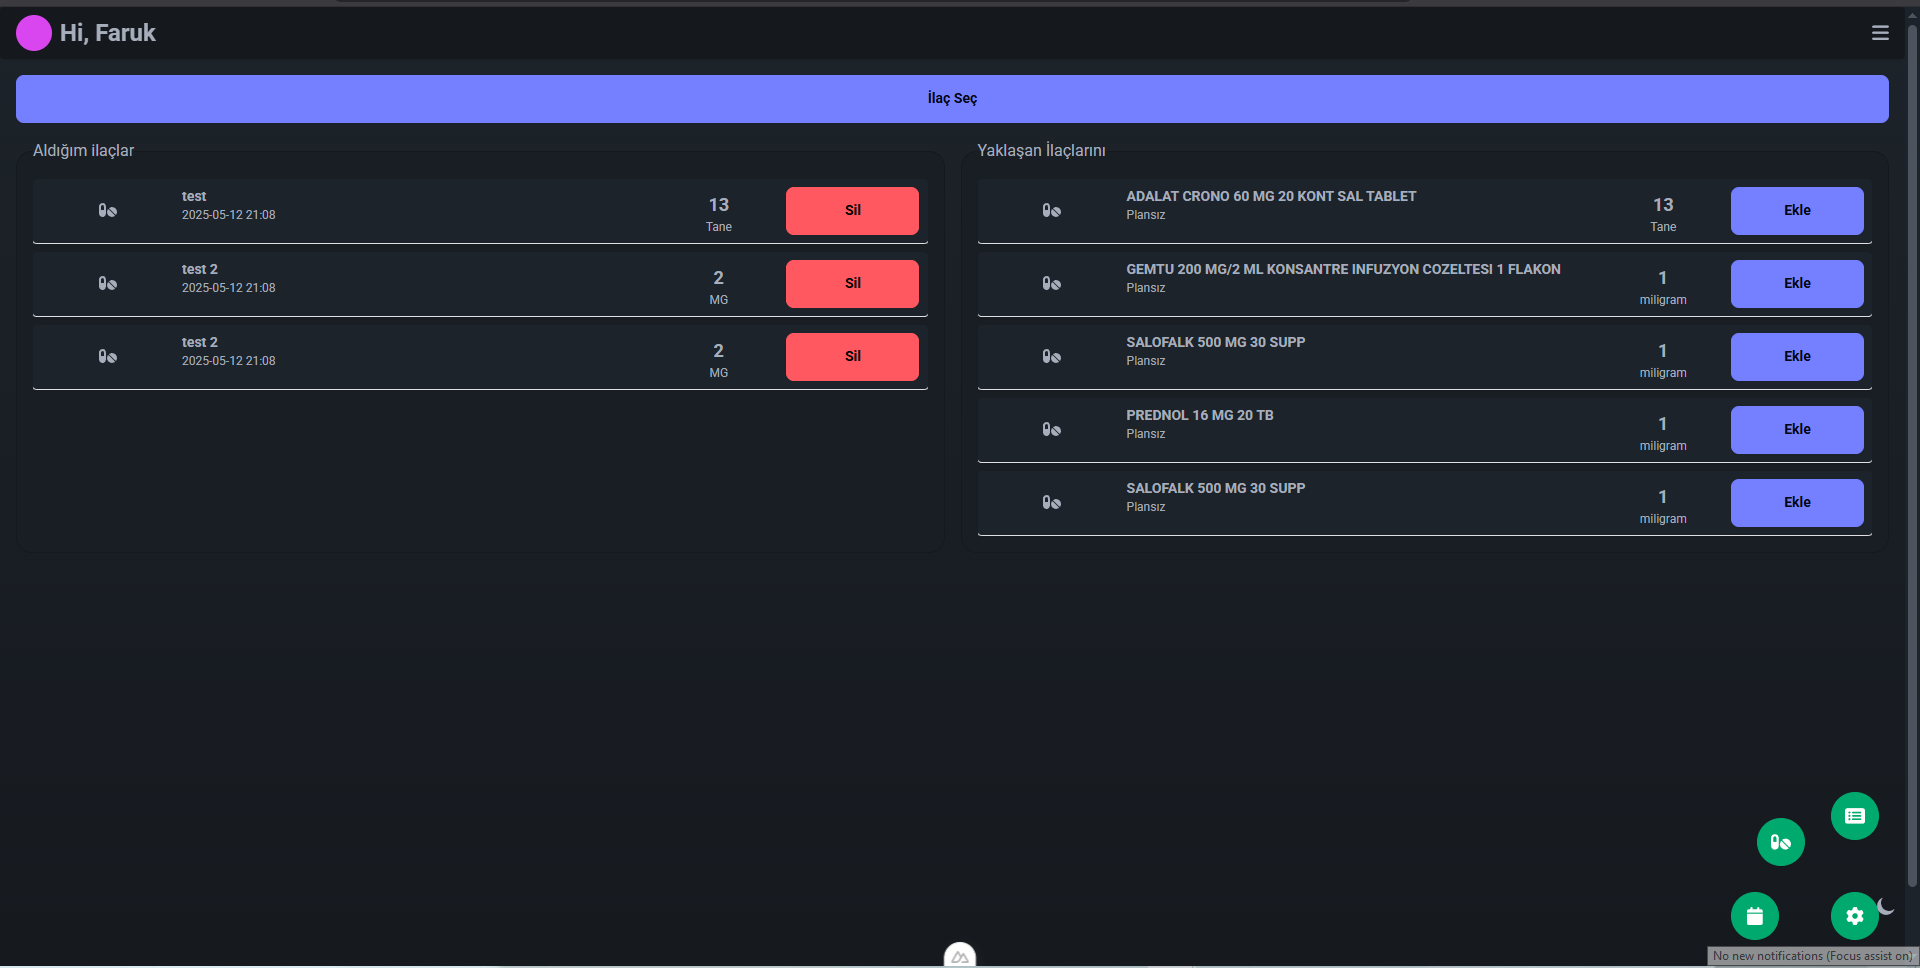 Hi, Faruk
İlaç Seç
Aldığım ilaçlar
test
2025-05-12 21:08
13
Tane
Sil
test 2
2025-05-12 21:08
2
MG
Sil
test 2
2025-05-12 21:08
2
MG
Sil
Yaklaşan İlaçlarını
ADALAT CRONO 60 MG 20 KONT SAL TABLET
Plansız
13
Tane
Ekle
GEMTU 200 MG/2 ML KONSANTRE INFUZYON COZELTESI 1 FLAKON
Plansız
1
miligram
Ekle
SALOFALK 500 MG 30 SUPP
Plansız
1
miligram
Ekle
PREDNOL 16 MG 20 TB
Plansız
1
miligram
Ekle
SALOFALK 500 MG 30 SUPP
Plansız
1
miligram
Ekle
No new notifications (Focus assist on)